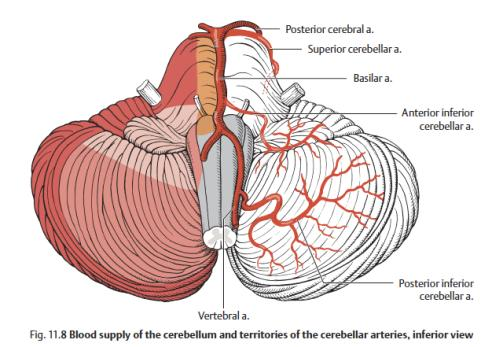 Posterior cerebral a.
Superior cerebellar a.
Basilar a.
Anterior inferior
cerebellar a.
Posterior inferior
cerebellar a.
Vertebral a.
Fig. 11.8 Blood supply of the cerebellum and territories of the cerebellar arteries, inferior view